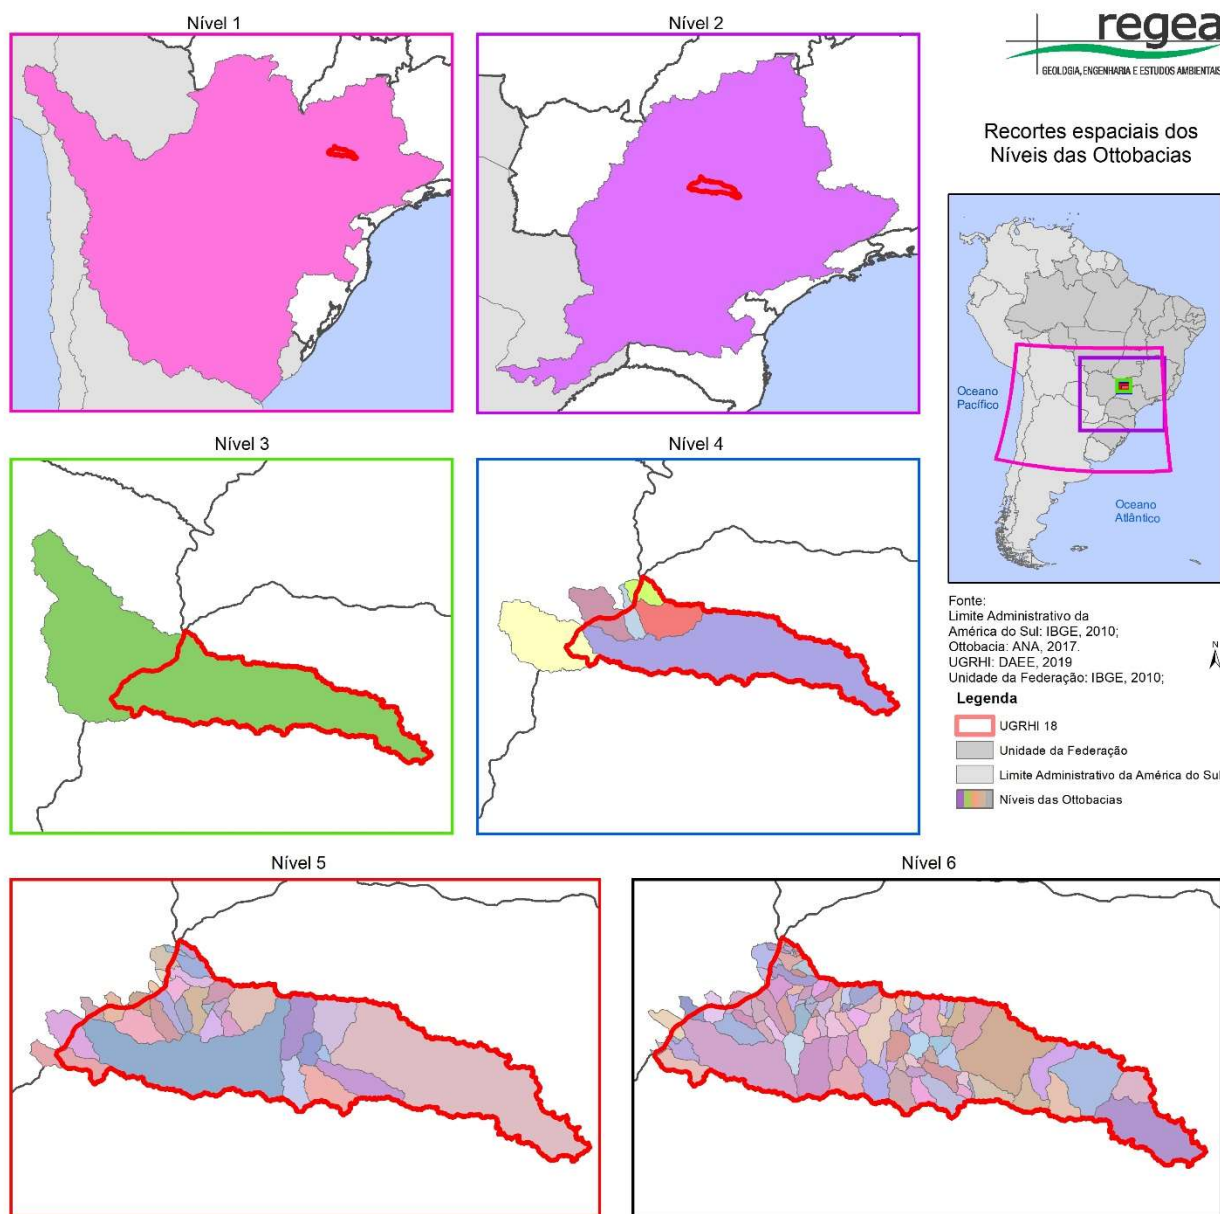 Nível 1
Nível 2
regea
GEOLOGIA, ENGENHARIA E ESTUDOS AMBIENTAIS
Recortes espaciais dos
Níveis das Ottobacias
Oceano
Pacífico
Oceano
Atlântico
Nível 3
Nível 4
Fonte:
Limite Administrativo da
América do Sul: IBGE, 2010;
Ottobacia: ANA, 2017.
UGRHI: DAEE, 2019
Unidade da Federação: IBGE, 2010;
N
Legenda
UGRHI 18
Unidade da Federação
Limite Administrativo da América do Sul
Níveis das Ottobacias
Nível 5
Nível 6